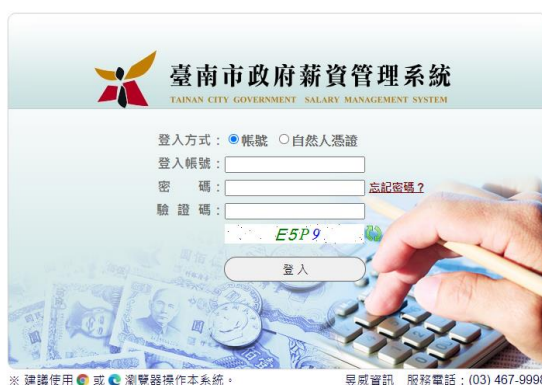 臺南市政府薪資管理系統
TAINAN CITY GOVERNMENT SALARY MANAGEMENT SYSTEM
登入方式：帳號 自然人憑證
登入帳號：
密 碼： 忘記密碼？
驗 證 碼：
E5P9
登入
※ 建議使用 或 瀏覽器操作本系統。 昱威資訊 服務電話：(03) 467-9998